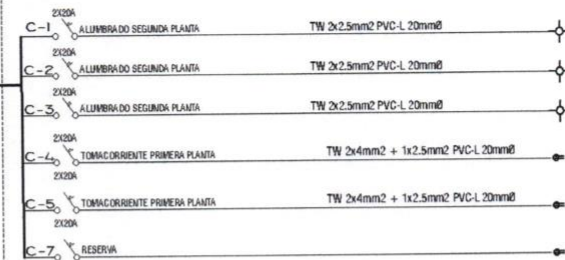 2X20A
C-1 ALUMBRADO SEGUNDA PLANTA TW 2x2.5mm2 PVC-L 20mmØ
2X20A
C-2 ALUMBRADO SEGUNDA PLANTA TW 2x2.5mm2 PVC-L 20mmØ
2X20A
C-3 ALUMBRADO SEGUNDA PLANTA TW 2x2.5mm2 PVC-L 20mmØ
2X20A
C-4 TOMACORRIENTE PRIMERA PLANTA TW 2x4mm2 + 1x2.5mm2 PVC-L 20mmØ
2X20A
C-5 TOMACORRIENTE PRIMERA PLANTA TW 2x4mm2 + 1x2.5mm2 PVC-L 20mmØ
2X20A
C-7 RESERVA